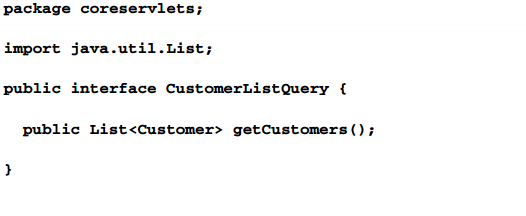 package coreservlets;
import java.util.List;
public interface CustomerListQuery {
public List<Customer> getCustomers();
}